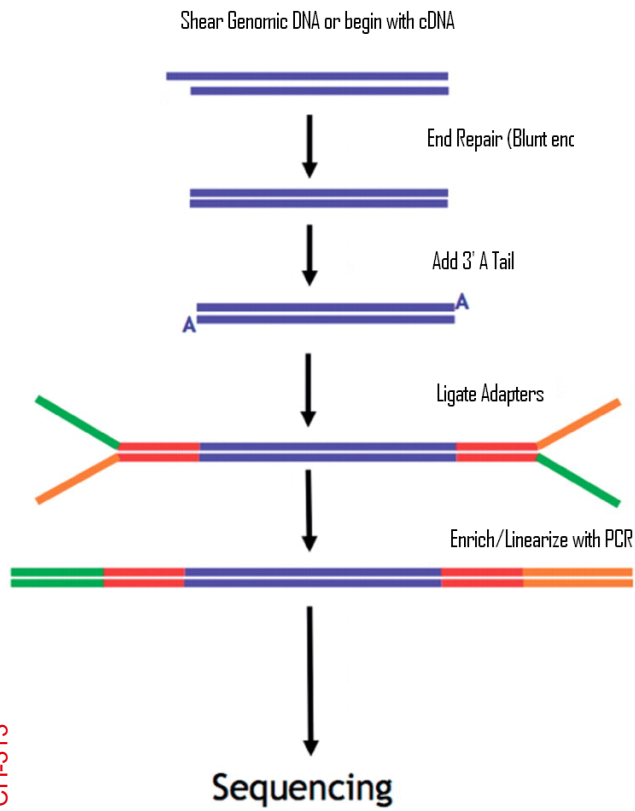 Shear Genomic DNA or begin with cDNA
End Repair (Blunt enc
Add 3' A Tail
A
A
Ligate Adapters
Enrich/Linearize with PCR
Sequencing